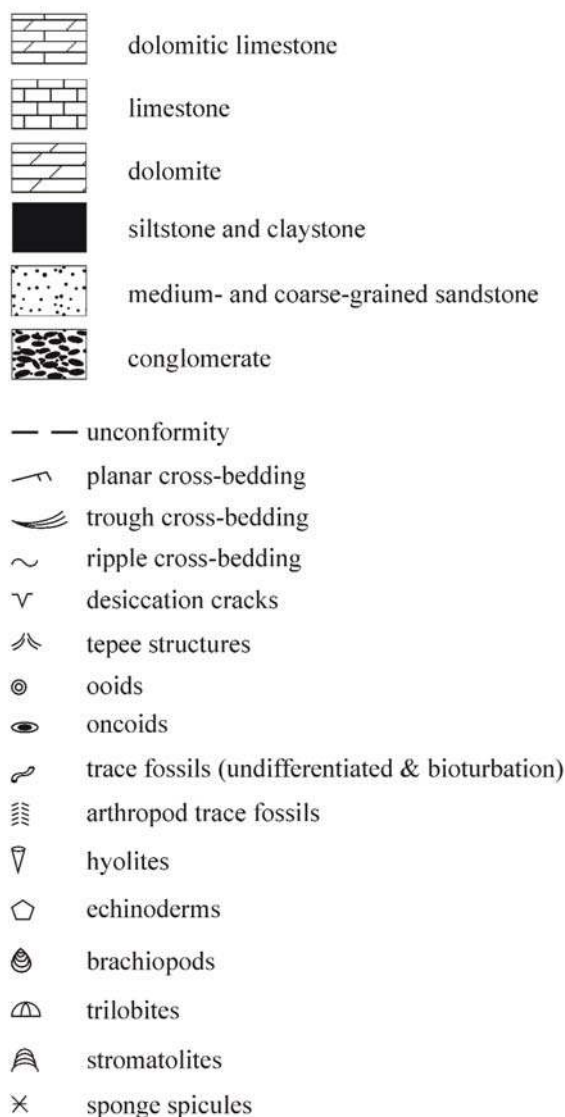 dolomitic limestone
limestone
dolomite
siltstone and claystone
medium- and coarse-grained sandstone
conglomerate
unconformity
planar cross-bedding
trough cross-bedding
ripple cross-bedding
desiccation cracks
tepee structures
ooids
oncoids
trace fossils (undifferentiated & bioturbation)
arthropod trace fossils
hyolites
echinoderms
brachiopods
trilobites
stromatolites
sponge spicules